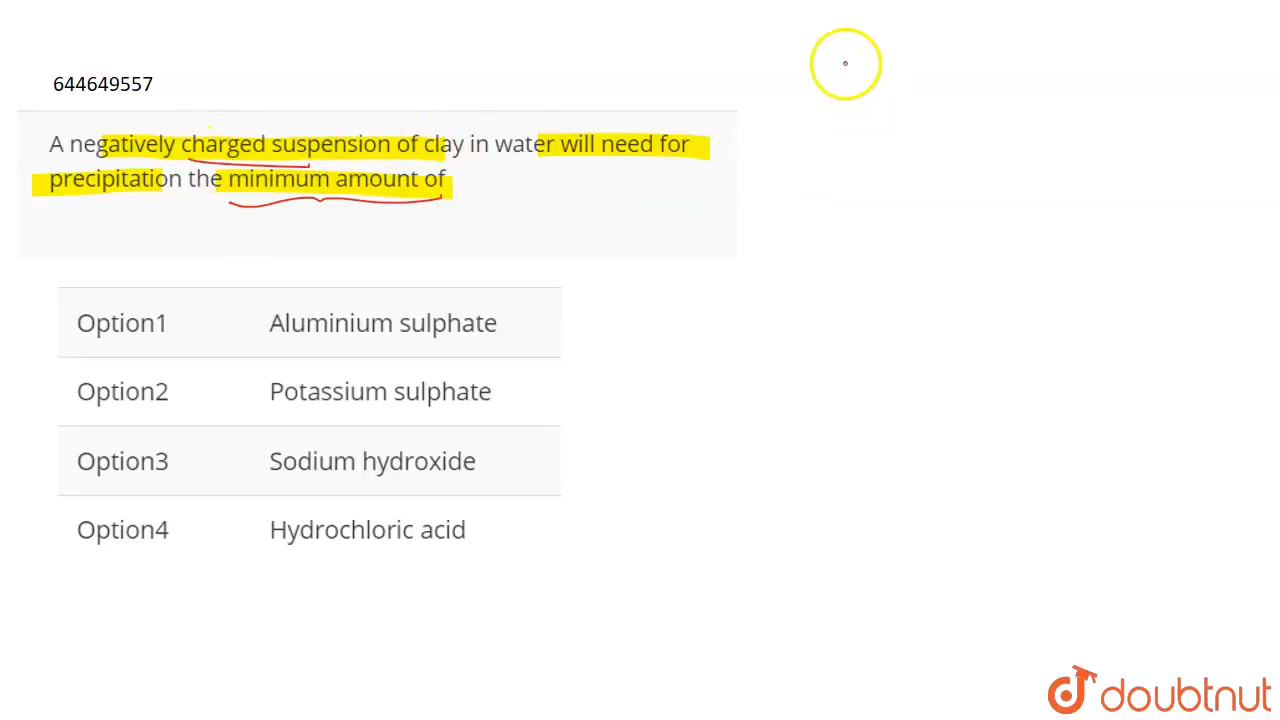 644649557
A negatively charged suspension of clay in water will need for
precipitation the minimum amount of
Option1 Aluminium sulphate
Option2 Potassium sulphate
Option3 Sodium hydroxide
Option4 Hydrochloric acid
doubtnut